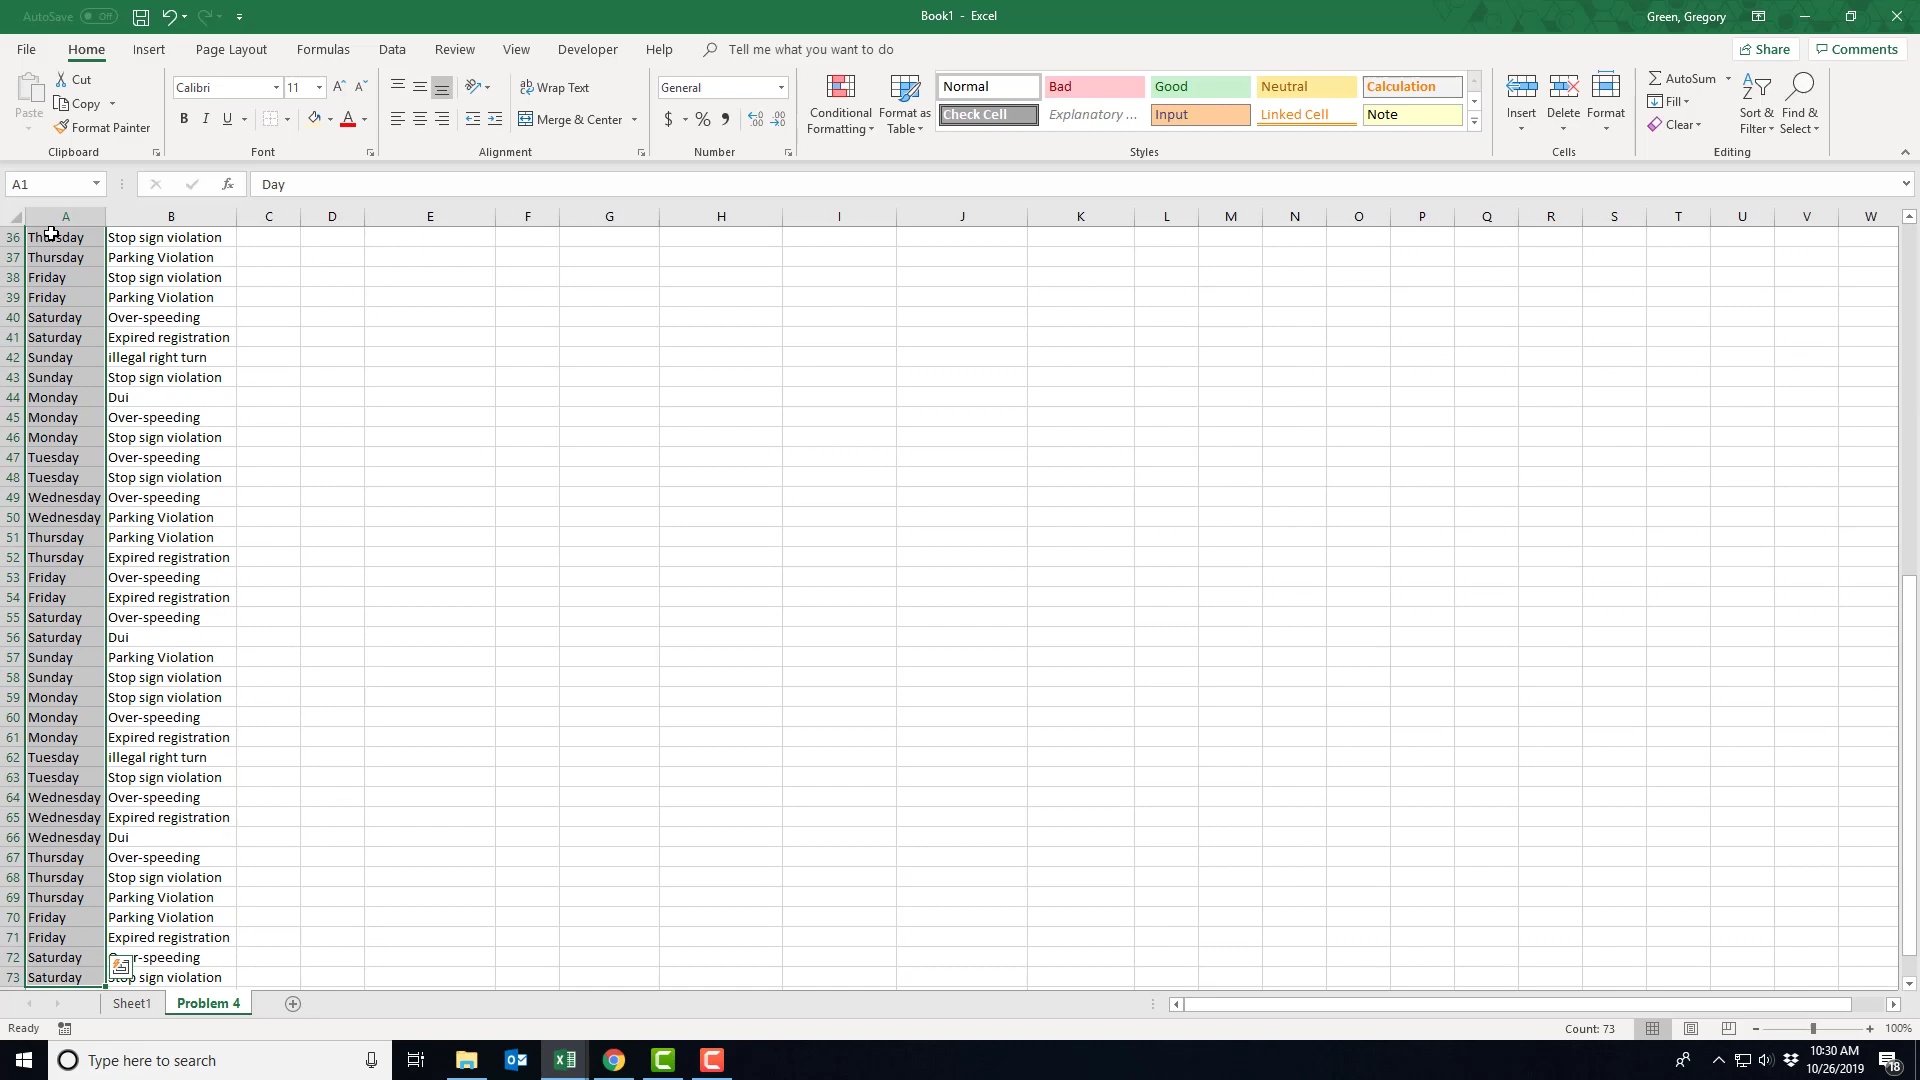 AutoSave Off
Book1 - Excel
Green, Gregory
File Home Insert Page Layout Formulas Data Review View Developer Help Tell me what you want to do Share Comments
Paste
Cut
Copy
Format Painter
Clipboard
Calibri 11
B I U
Font
Wrap Text
Merge & Center
Alignment
General
$ % 9
Number
Conditional Formatting
Format as Table
Normal Bad Good Neutral Calculation
Check Cell Explanatory ... Input Linked Cell Note
Styles
Insert Delete Format
Cells
AutoSum
Fill
Clear
Sort & Filter
Find & Select
Editing
A1 fx Day
A B C D E F G H I J K L M N O P Q R S T U V W
36 Thursday Stop sign violation
37 Thursday Parking Violation
38 Friday Stop sign violation
39 Friday Parking Violation
40 Saturday Over-speeding
41 Saturday Expired registration
42 Sunday illegal right turn
43 Sunday Stop sign violation
44 Monday Dui
45 Monday Over-speeding
46 Monday Stop sign violation
47 Tuesday Over-speeding
48 Tuesday Stop sign violation
49 Wednesday Over-speeding
50 Wednesday Parking Violation
51 Thursday Parking Violation
52 Thursday Expired registration
53 Friday Over-speeding
54 Friday Expired registration
55 Saturday Over-speeding
56 Saturday Dui
57 Sunday Parking Violation
58 Sunday Stop sign violation
59 Monday Stop sign violation
60 Monday Over-speeding
61 Monday Expired registration
62 Tuesday illegal right turn
63 Tuesday Stop sign violation
64 Wednesday Over-speeding
65 Wednesday Expired registration
66 Wednesday Dui
67 Thursday Over-speeding
68 Thursday Stop sign violation
69 Thursday Parking Violation
70 Friday Parking Violation
71 Friday Expired registration
72 Saturday Over-speeding
73 Saturday Stop sign violation
Sheet1 Problem 4
Ready Count: 73 100%
Type here to search
10:30 AM
10/26/2019
18